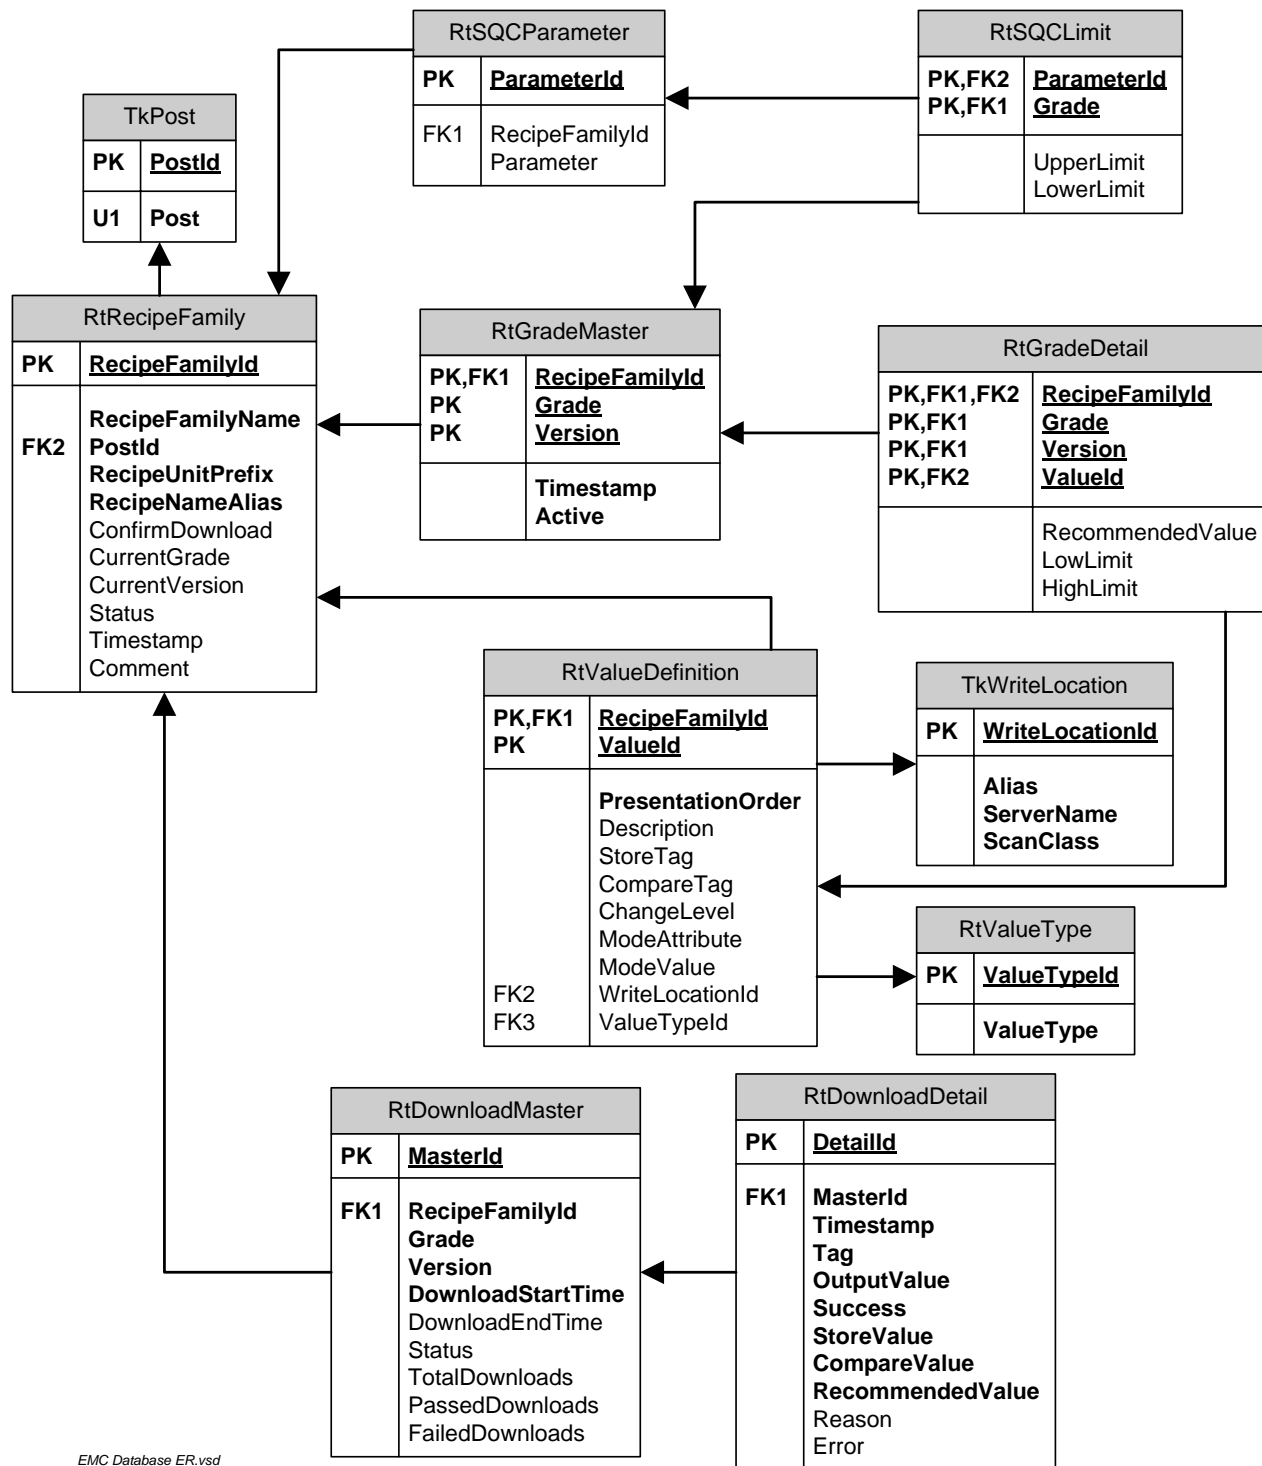 RtSQCParameter
PK ParameterId
FK1 RecipeFamilyId
Parameter
RtSQCLimit
PK,FK2 ParameterId
PK,FK1 Grade
UpperLimit
LowerLimit
TkPost
PK PostId
U1 Post
RtRecipeFamily
PK RecipeFamilyId
RecipeFamilyName
FK2 PostId
RecipeUnitPrefix
RecipeNameAlias
ConfirmDownload
CurrentGrade
CurrentVersion
Status
Timestamp
Comment
RtGradeMaster
PK,FK1 RecipeFamilyId
PK Grade
PK Version
Timestamp
Active
RtGradeDetail
PK,FK1,FK2 RecipeFamilyId
PK,FK1 Grade
PK,FK1 Version
PK,FK2 ValueId
RecommendedValue
LowLimit
HighLimit
RtValueDefinition
PK,FK1 RecipeFamilyId
PK ValueId
PresentationOrder
Description
StoreTag
CompareTag
ChangeLevel
ModeAttribute
ModeValue
FK2 WriteLocationId
FK3 ValueTypeId
TkWriteLocation
PK WriteLocationId
Alias
ServerName
ScanClass
RtValueType
PK ValueTypeId
ValueType
RtDownloadMaster
PK MasterId
FK1 RecipeFamilyId
Grade
Version
DownloadStartTime
DownloadEndTime
Status
TotalDownloads
PassedDownloads
FailedDownloads
RtDownloadDetail
PK DetailId
FK1 MasterId
Timestamp
Tag
OutputValue
Success
StoreValue
CompareValue
RecommendedValue
Reason
Error
EMC Database ER.vsd